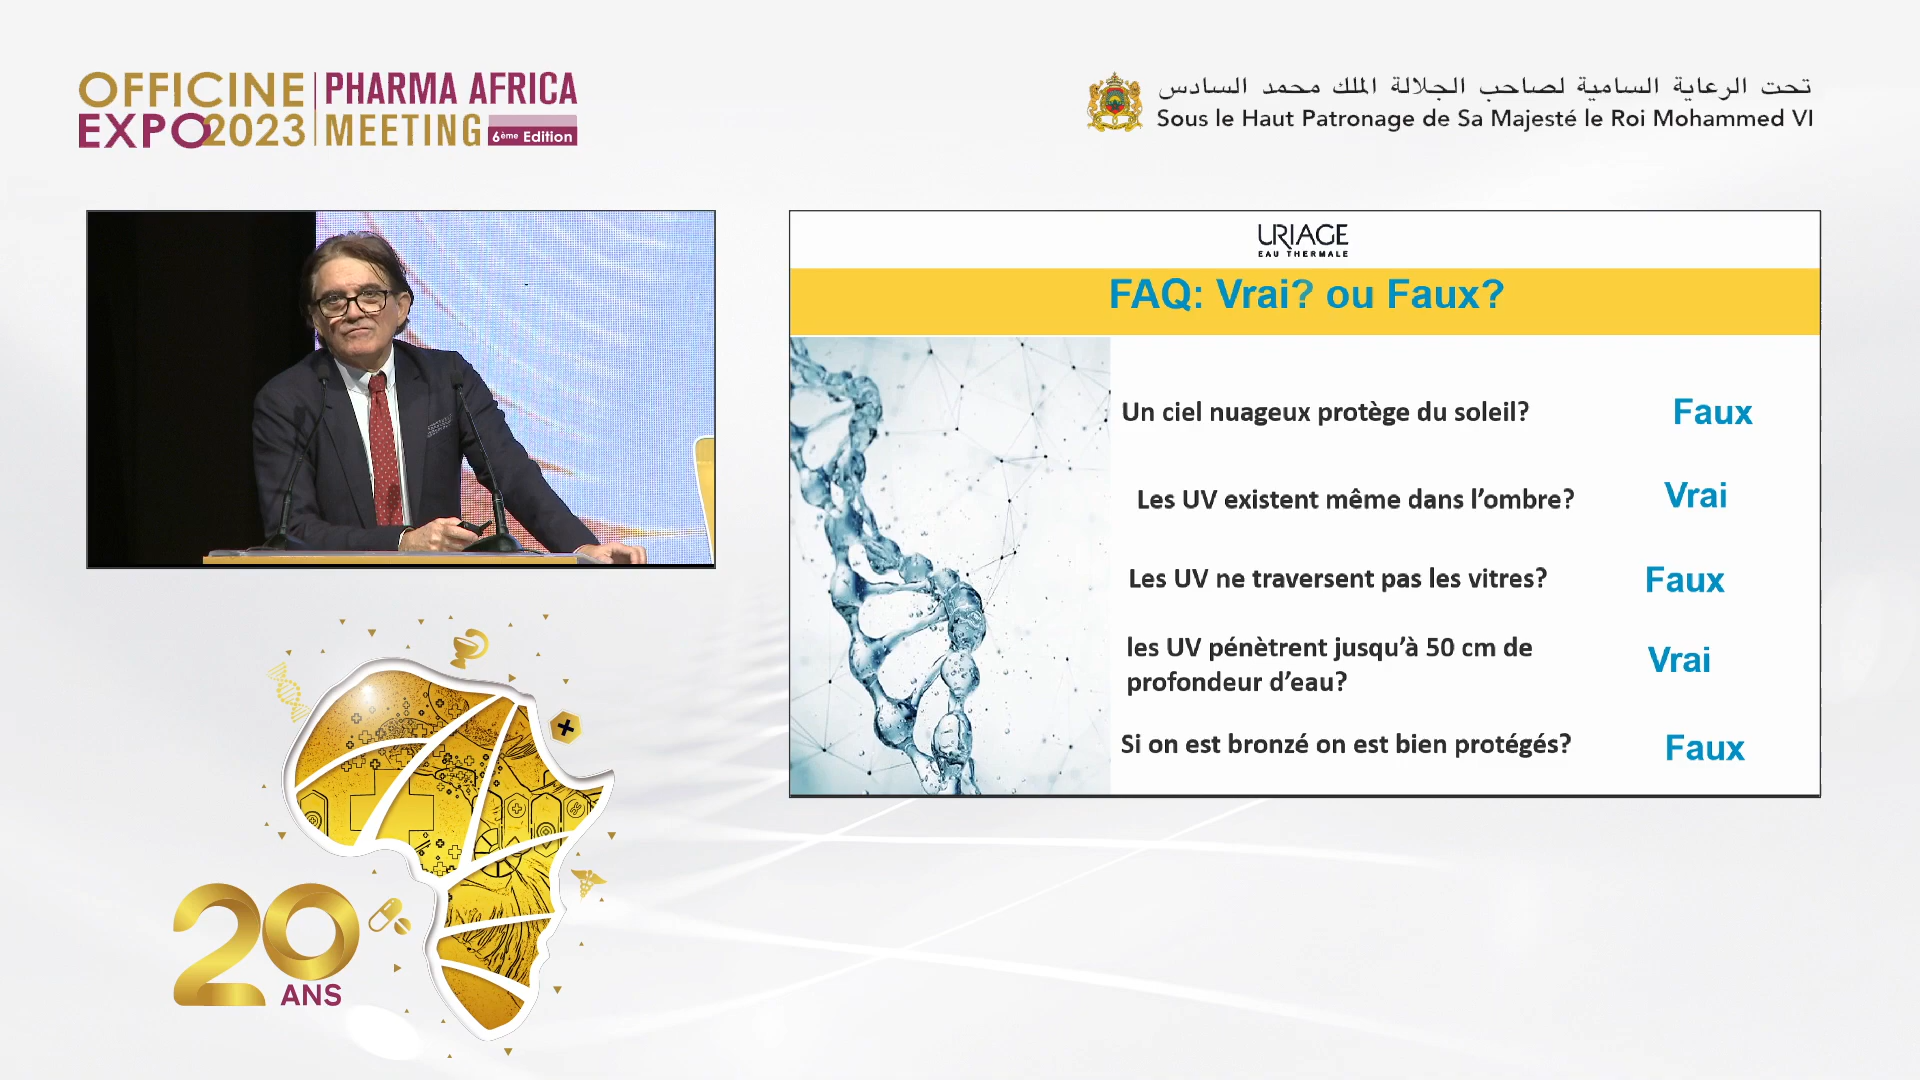 OFFICINE
EXPO2023
PHARMA AFRICA
MEETING
6ème Edition
تحت الرعاية السامية لصاحب الجلالة الملك محمد السادس
Sous le Haut Patronage de Sa Majesté le Roi Mohammed VI
URIAGE
EAU THERMALE
FAQ: Vrai? ou Faux?
Un ciel nuageux protège du soleil? Faux
Les UV existent même dans l’ombre? Vrai
Les UV ne traversent pas les vitres? Faux
les UV pénètrent jusqu’à 50 cm de
profondeur d’eau? Vrai
Si on est bronzé on est bien protégés? Faux
20
ANS